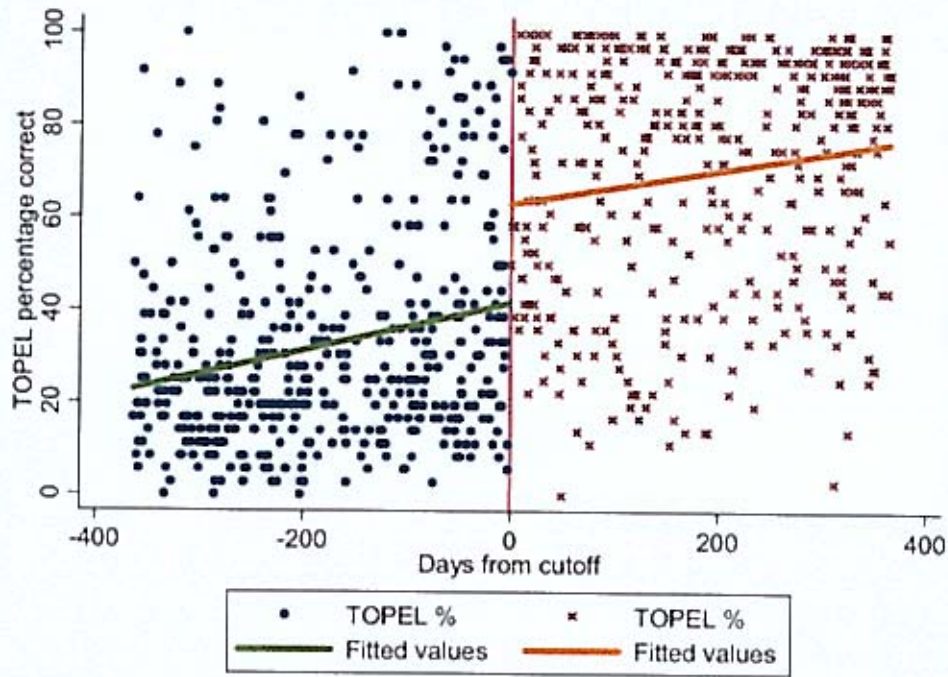 100
80
60
40
20
0
TOPEL percentage correct
-400 -200 0 200 400
Days from cutoff
TOPEL % TOPEL %
Fitted values Fitted values